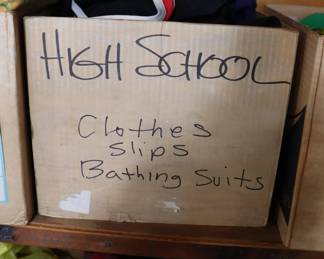 HIGH SCHOOL
Clothes
slips
Bathing Suits